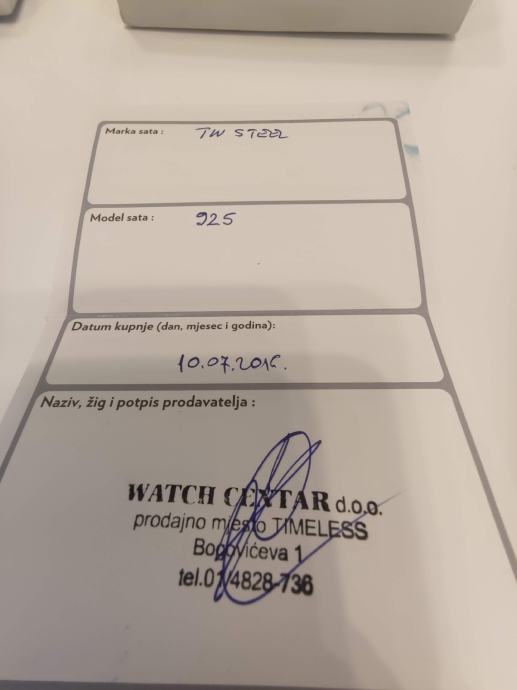 Marka sata : TW STEEL
Model sata : 925
Datum kupnje (dan, mjesec i godina):
10.07.2016.
Naziv, žig i potpis prodavatelja :
WATCH CENTAR d.o.o.
prodajno mjesto TIMELESS
Bogovićeva 1
tel.01/4828-736